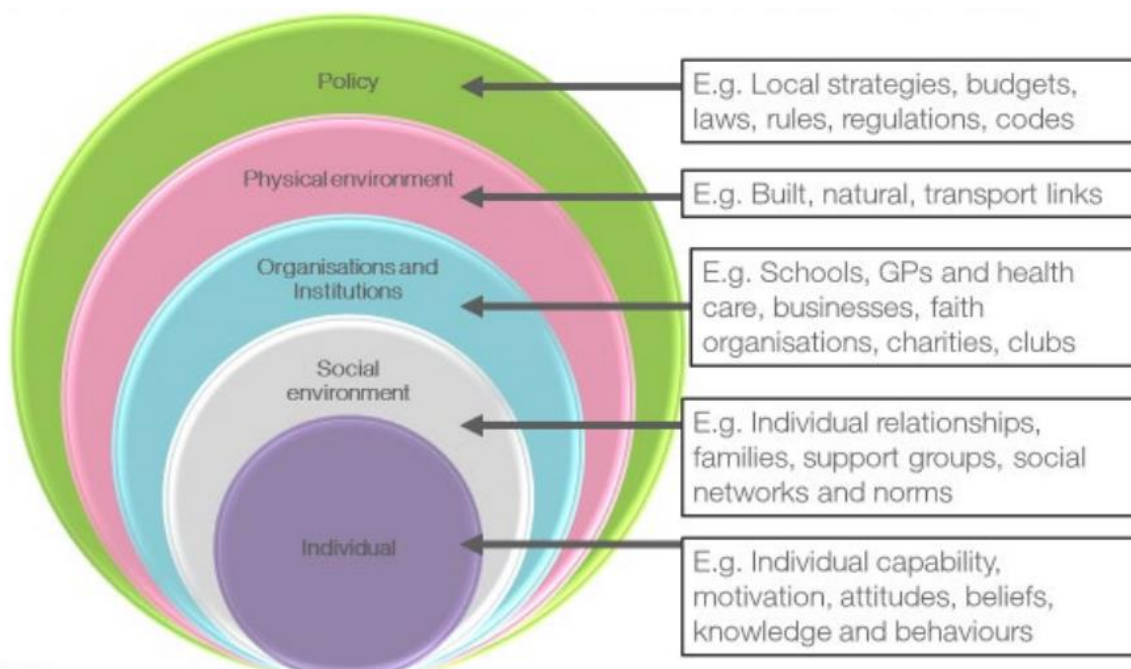 Policy
E.g. Local strategies, budgets,
laws, rules, regulations, codes
Physical environment
E.g. Built, natural, transport links
Organisations and
Institutions
E.g. Schools, GPs and health
care, businesses, faith
organisations, charities, clubs
Social
environment
E.g. Individual relationships,
families, support groups, social
networks and norms
Individual
E.g. Individual capability,
motivation, attitudes, beliefs,
knowledge and behaviours